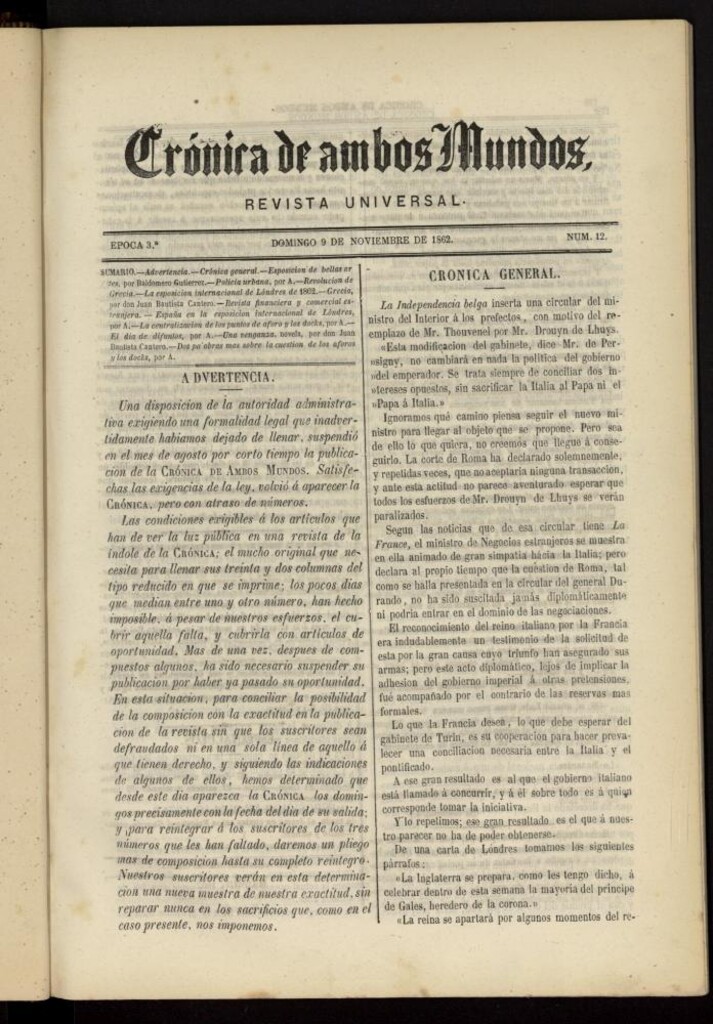 Crónica de ambos Mundos,
REVISTA UNIVERSAL.
EPOCA 3.ª
DOMINGO 9 DE NOVIEMBRE DE 1862.
NUM. 12.
SUMARIO.—Advertencia.—Crónica general.—Esposicion de bellas ar-
tes, por Baldomero Gutierrez.—Policia urbana, por A.—Revolucion de
Grecia.—La esposicion internacional de Lóndres de 1862.—Grecia,
por don Juan Bautista Cantero.—Revista financiera y comercial es-
tranjera. — España en la esposicion internacional de Lóndres,
por A.—La centralizacion de los puntos de aforo y los docks, por A.—
El dia de difuntos, por A.—Una venganza, novela, por don Juan
Bautista Cantero.—Dos palabras mas sobre la cuestion de los aforos
y los docks, por A.
ADVERTENCIA.
Una disposicion de la autoridad administra-
tiva exigiendo una formalidad legal que inadver-
tidamente habiamos dejado de llenar, suspendió
en el mes de agosto por corto tiempo la publica-
cion de la CRÓNICA DE AMBOS MUNDOS. Satisfe-
chas las exigencias de la ley, volvió á aparecer la
CRÓNICA, pero con atraso de números.
Las condiciones exigibles á los artículos que
han de ver la luz pública en una revista de la
índole de la CRÓNICA; el mucho original que ne-
cesita para llenar sus treinta y dos columnas del
tipo reducido en que se imprime; los pocos dias
que median entre uno y otro número, han hecho
imposible, á pesar de nuestros esfuerzos, el cu-
brir aquella falta, y cubrirla con artículos de
oportunidad. Mas de una vez, despues de com-
puestos algunos, ha sido necesario suspender su
publicacion por haber ya pasado su oportunidad.
En esta situacion, para conciliar la posibilidad
de la composicion con la exactitud en la publica-
cion de la revista sin que los suscritores sean
defraudados ni en una sola línea de aquello á
que tienen derecho, y siguiendo las indicaciones
de algunos de ellos, hemos determinado que
desde este dia aparezca la CRÓNICA los domin-
gos precisamente con la fecha del dia de su salida;
y para reintegrar á los suscritores de los tres
números que les han faltado, daremos un pliego
mas de composicion hasta su completo reintegro.
Nuestros suscritores verán en esta determina-
cion una nueva muestra de nuestra exactitud, sin
reparar nunca en los sacrificios que, como en el
caso presente, nos imponemos.
CRONICA GENERAL.
La Independencia belga inserta una circular del mi-
nistro del Interior á los prefectos, con motivo del re-
emplazo de Mr. Thouvenel por Mr. Drouyn de Lhuys.
«Esta modificacion del gabinete, dice Mr. de Per-
»signy, no cambiará en nada la política del gobierno
»del emperador. Se trata siempre de conciliar dos in-
»tereses opuestos, sin sacrificar la Italia al Papa ni el
»Papa á Italia.»
Ignoramos qué camino piensa seguir el nuevo mi-
nistro para llegar al objeto que se propone. Pero sea
de ello lo que quiera, no creemos que llegue á conse-
guirlo. La corte de Roma ha declarado solemnemente,
y repetidas veces, que no aceptaria ninguna transaccion,
y ante esta actitud no parece aventurado esperar que
todos los esfuerzos de Mr. Drouyn de Lhuys se verán
paralizados.
Segun las noticias que de esa circular tiene La
France, el ministro de Negocios estranjeros se muestra
en ella animado de gran simpatía hácia la Italia; pero
declara al propio tiempo que la cuestion de Roma, tal
como se halla presentada en la circular del general Du-
rando, no ha sido suscitada jamás diplomáticamente
ni podria entrar en el dominio de las negociaciones.
El reconocimiento del reino italiano por la Francia
era indudablemente un testimonio de la solicitud de
esta por la gran causa cuyo triunfo han asegurado sus
armas; pero este acto diplomático, lejos de implicar la
adhesion del gobierno imperial á otras pretensiones,
fué acompañado por el contrario de las reservas mas
formales.
Lo que la Francia desea, lo que debe esperar del
gabinete de Turin, es su cooperacion para hacer preva-
lecer una conciliacion necesaria entre la Italia y el
pontificado.
A ese gran resultado es al que el gobierno italiano
está llamado á concurrir, y á él sobre todo es á quien
corresponde tomar la iniciativa.
Y lo repetimos; ese gran resultado es el que á nues-
tro parecer no ha de poder obtenerse.
De una carta de Lóndres tomamos los siguientes
párrafos:
«La Inglaterra se prepara, como les tengo dicho, á
celebrar dentro de esta semana la mayoría del príncipe
de Gales, heredero de la corona.»
«La reina se apartará por algunos momentos del re-